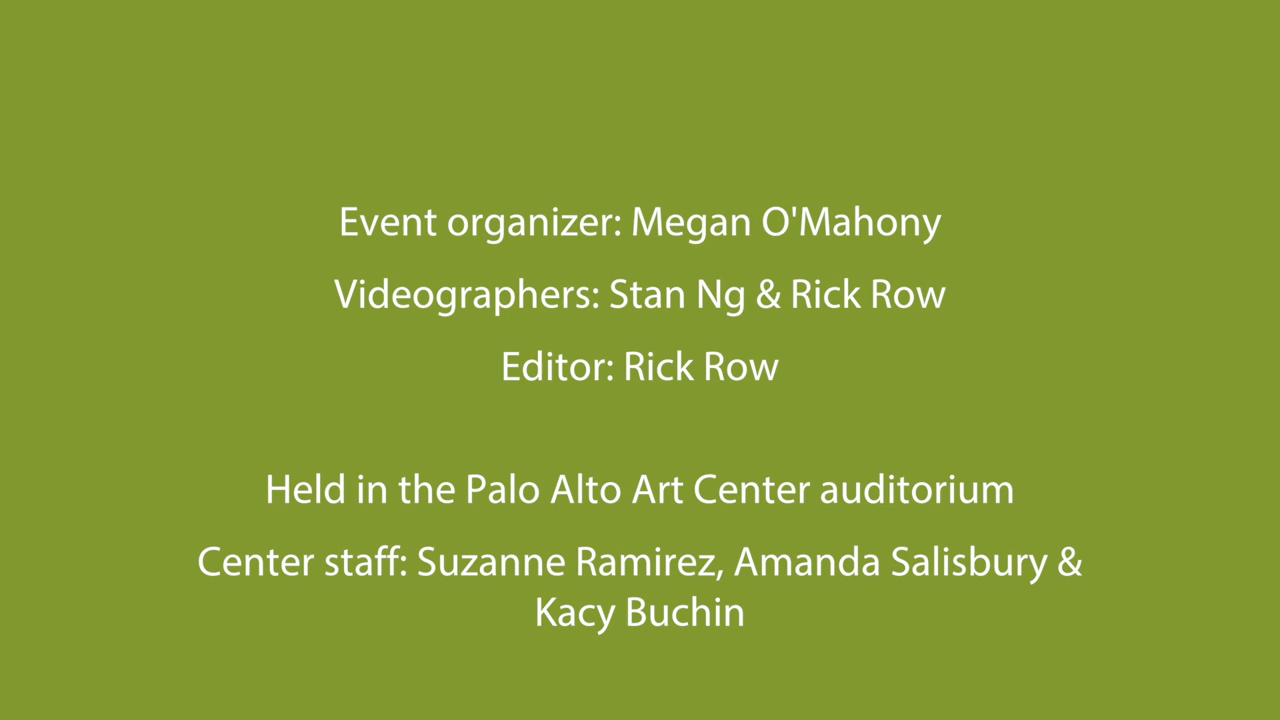 Event organizer: Megan O'Mahony
Videographers: Stan Ng & Rick Row
Editor: Rick Row
Held in the Palo Alto Art Center auditorium
Center staff: Suzanne Ramirez, Amanda Salisbury &
Kacy Buchin